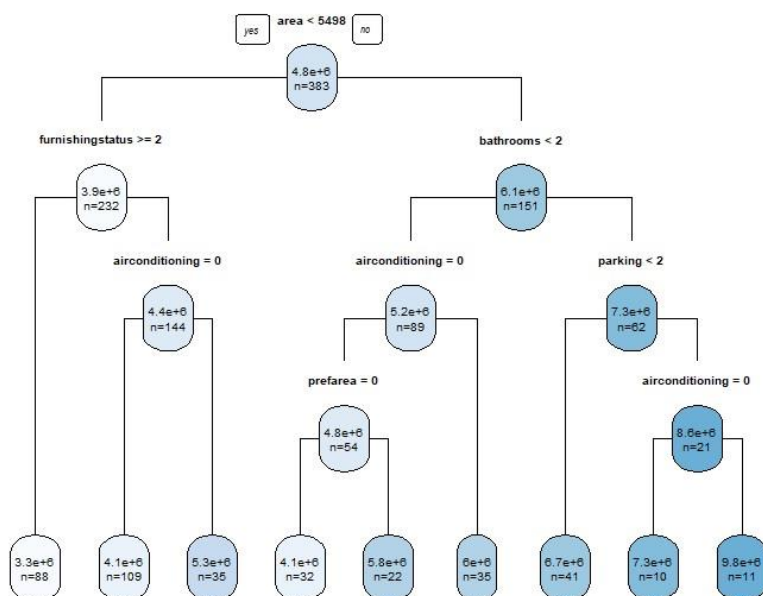 area < 5498
yes
no
4.8e+6
n=383
furnishingstatus >= 2
bathrooms < 2
3.9e+6
n=232
6.1e+6
n=151
airconditioning = 0
airconditioning = 0
parking < 2
4.4e+6
n=144
5.2e+6
n=89
7.3e+6
n=62
prefarea = 0
airconditioning = 0
4.8e+6
n=54
8.6e+6
n=21
3.3e+6
n=88
4.1e+6
n=109
5.3e+6
n=35
4.1e+6
n=32
5.8e+6
n=22
6e+6
n=35
6.7e+6
n=41
7.3e+6
n=10
9.8e+6
n=11